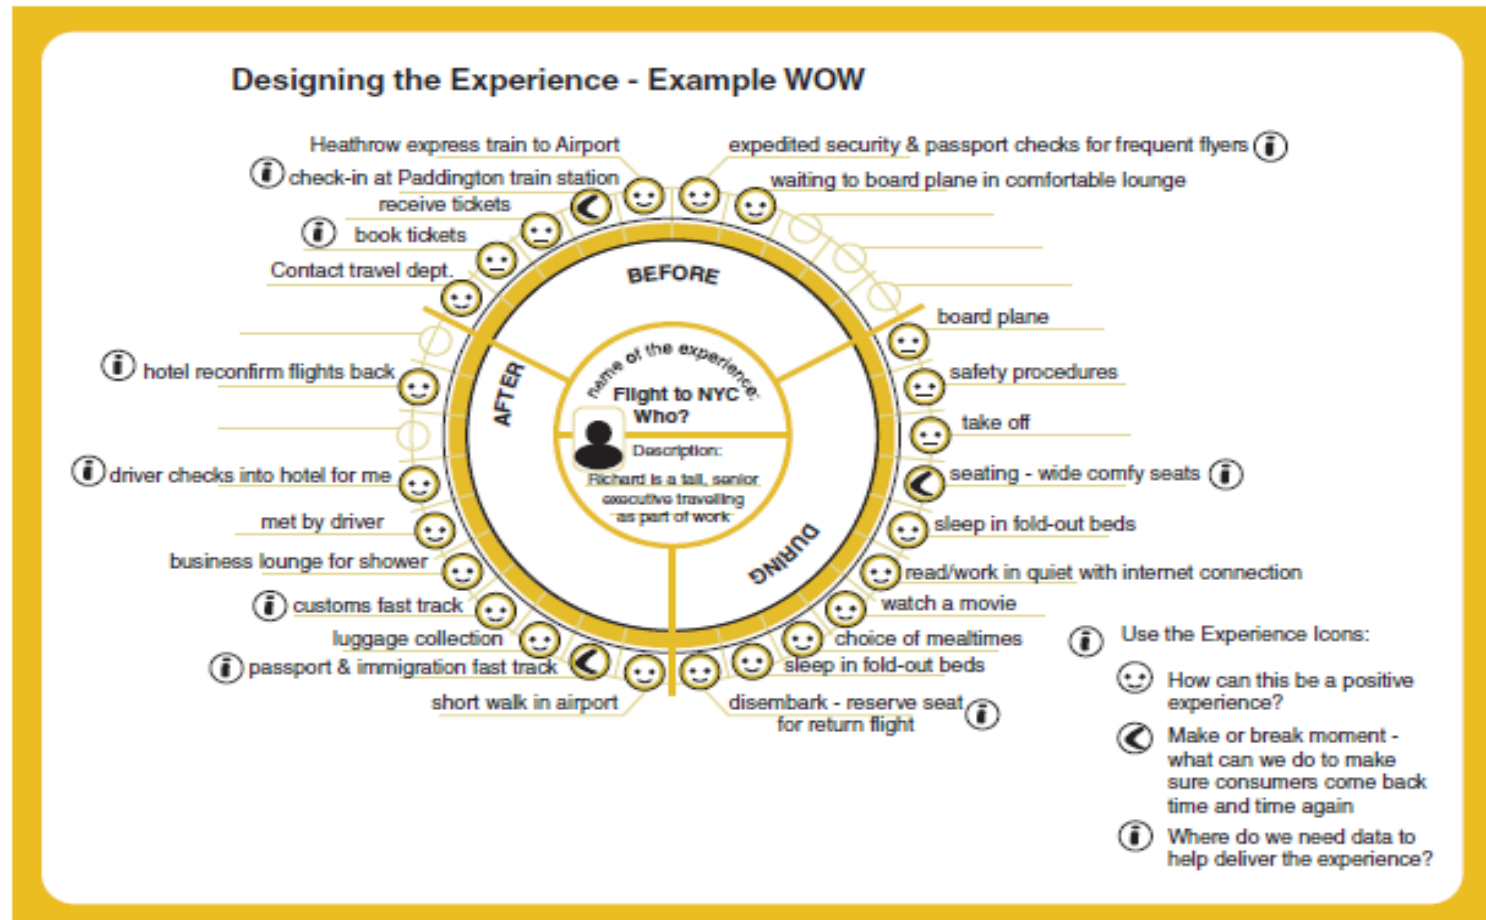 Designing the Experience - Example WOW
Heathrow express train to Airport
check-in at Paddington train station
receive tickets
book tickets
Contact travel dept.
expedited security & passport checks for frequent flyers
waiting to board plane in comfortable lounge
BEFORE
board plane
safety procedures
take off
seating - wide comfy seats
sleep in fold-out beds
read/work in quiet with internet connection
watch a movie
choice of mealtimes
sleep in fold-out beds
disembark - reserve seat
for return flight
DURING
short walk in airport
passport & immigration fast track
luggage collection
customs fast track
business lounge for shower
met by driver
driver checks into hotel for me
hotel reconfirm flights back
AFTER
name of the experience:
Flight to NYC
Who?
Description:
Richard is a tall, senior
executive travelling
as part of work
Use the Experience Icons:
How can this be a positive
experience?
Make or break moment -
what can we do to make
sure consumers come back
time and time again
Where do we need data to
help deliver the experience?